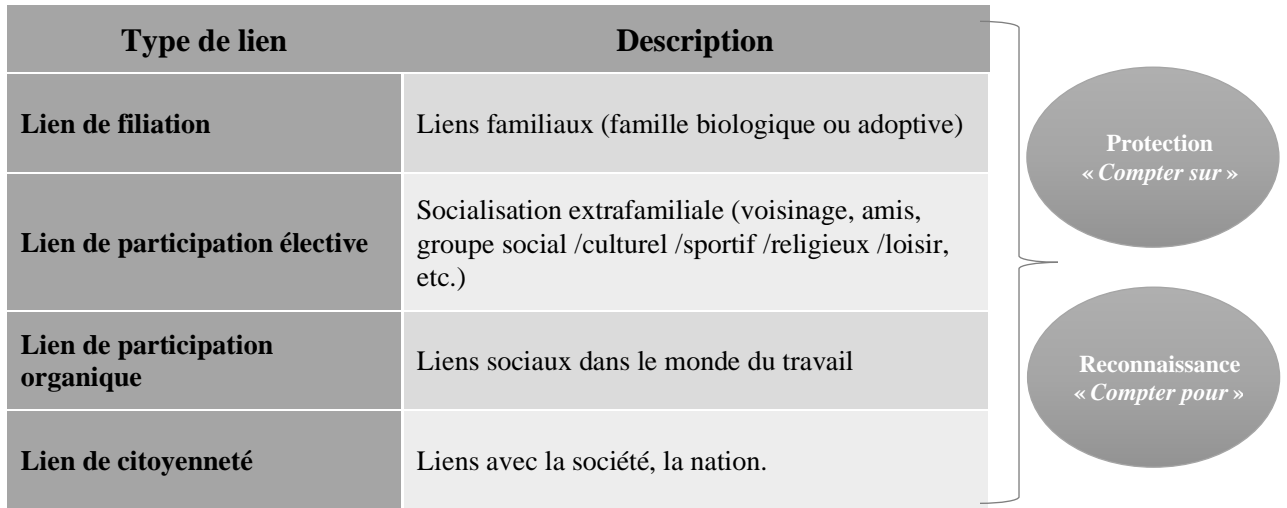 Type de lien
Description
Lien de filiation
Liens familiaux (famille biologique ou adoptive)
Lien de participation élective
Socialisation extrafamiliale (voisinage, amis,
groupe social /culturel /sportif /religieux /loisir,
etc.)
Lien de participation
organique
Liens sociaux dans le monde du travail
Lien de citoyenneté
Liens avec la société, la nation.
Protection
« Compter sur »
Reconnaissance
« Compter pour »